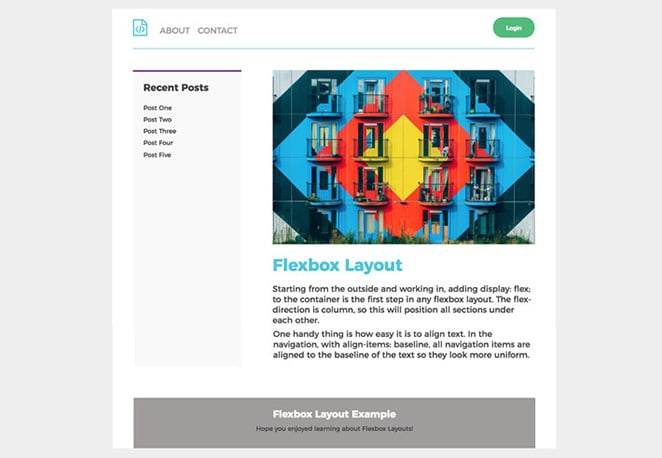 ABOUT CONTACT
Login
Recent Posts
Post One
Post Two
Post Three
Post Four
Post Five
Flexbox Layout
Starting from the outside and working in, adding display: flex;
to the container is the first step in any flexbox layout. The flex-
direction is column, so this will position all sections under
each other.
One handy thing is how easy it is to align text. In the
navigation, with align-items: baseline, all navigation items are
aligned to the baseline of the text so they look more uniform.
Flexbox Layout Example
Hope you enjoyed learning about Flexbox Layouts!